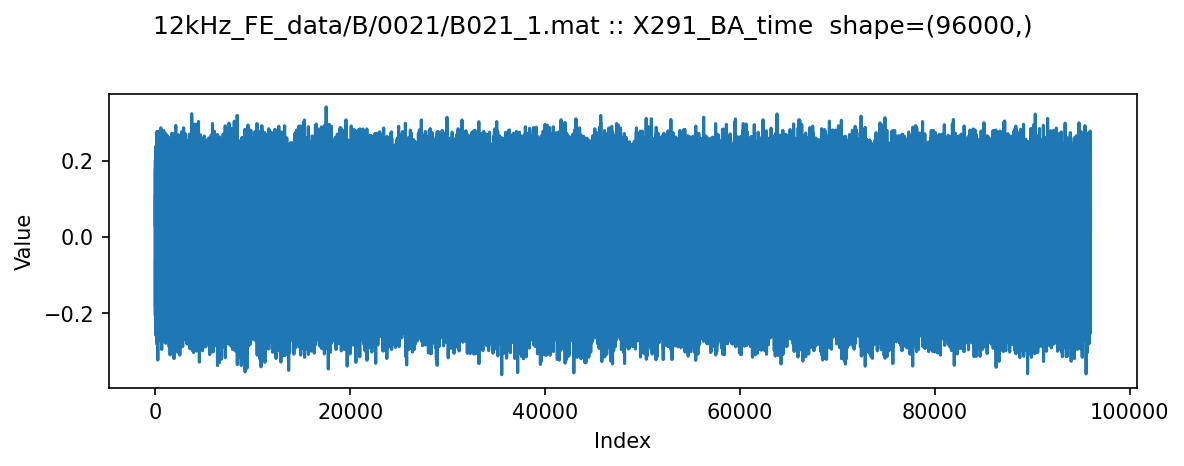 12kHz_FE_data/B/0021/B021_1.mat :: X291_BA_time  shape=(96000,)
0.2
0.0
−0.2
Value
0 20000 40000 60000 80000 100000
Index